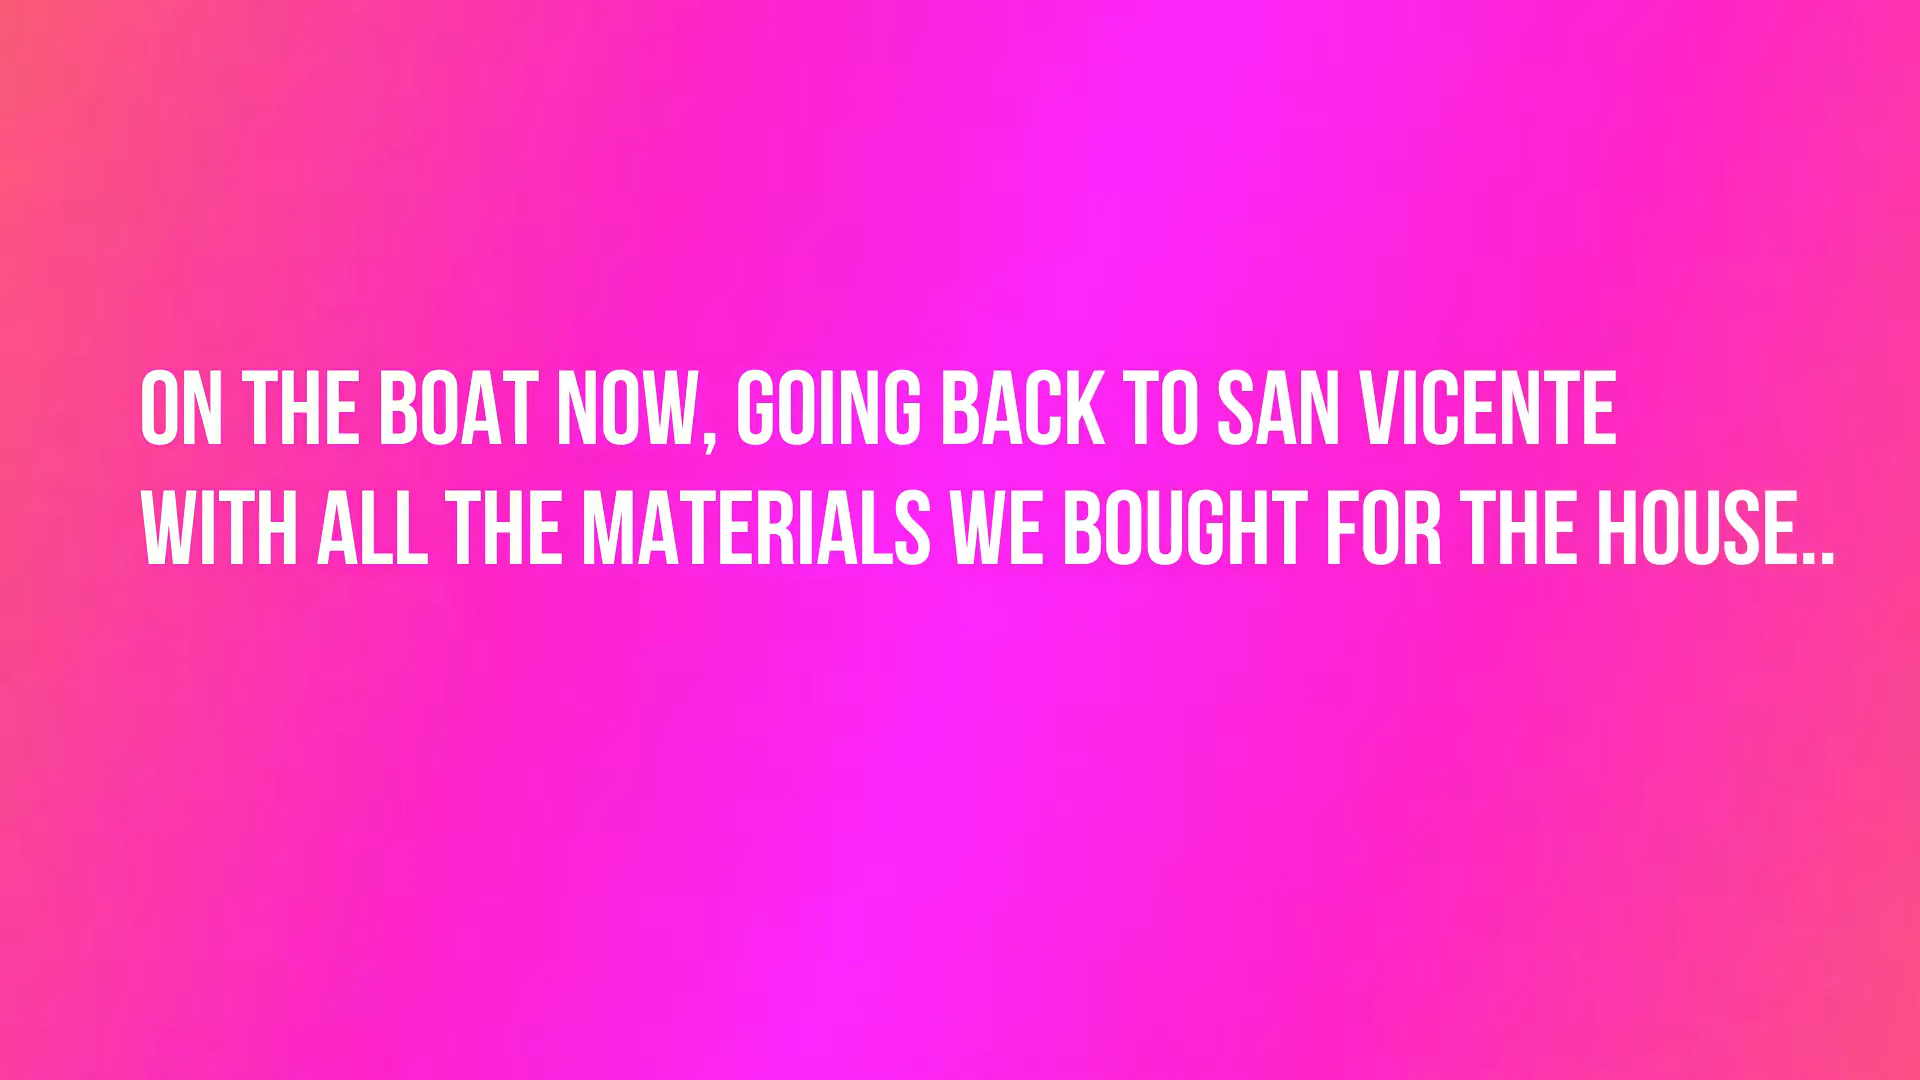 ON THE BOAT NOW, GOING BACK TO SAN VICENTE
WITH ALL THE MATERIALS WE BOUGHT FOR THE HOUSE..